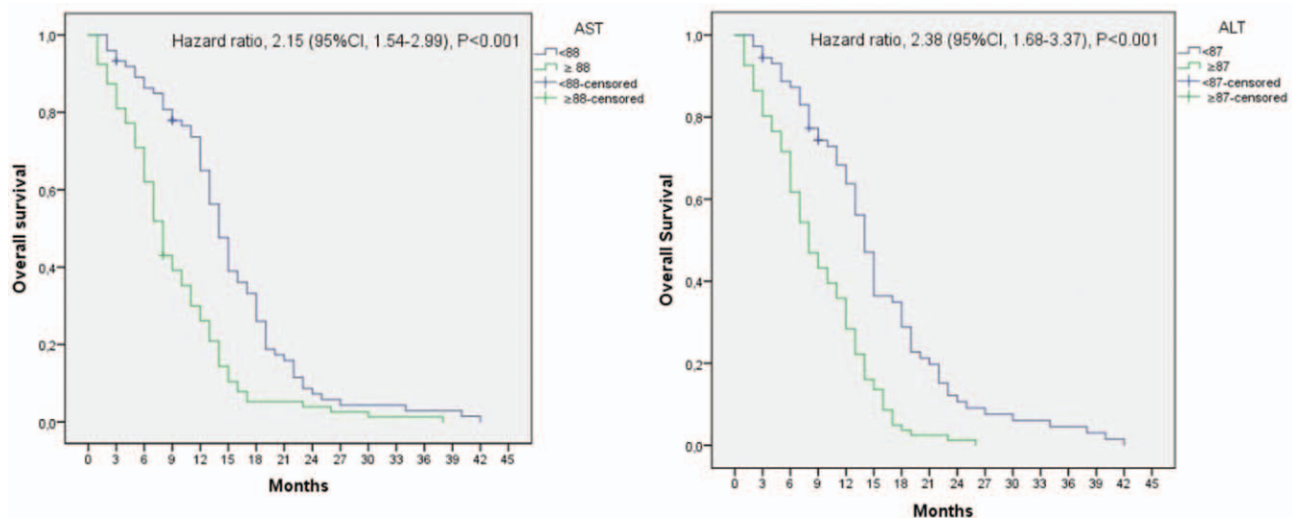 AST
Hazard ratio, 2.15 (95%CI, 1.54-2.99), P<0.001
<88
≥ 88
<88-censored
≥88-censored
Overall survival
1,0
0,8
0,6
0,4
0,2
0,0
0 3 6 9 12 15 18 21 24 27 30 33 36 39 42 45
Months
ALT
Hazard ratio, 2.38 (95%CI, 1.68-3.37), P<0.001
<87
≥87
<87-censored
≥87-censored
Overall Survival
1,0
0,8
0,6
0,4
0,2
0,0
0 3 6 9 12 15 18 21 24 27 30 33 36 39 42 45
Months